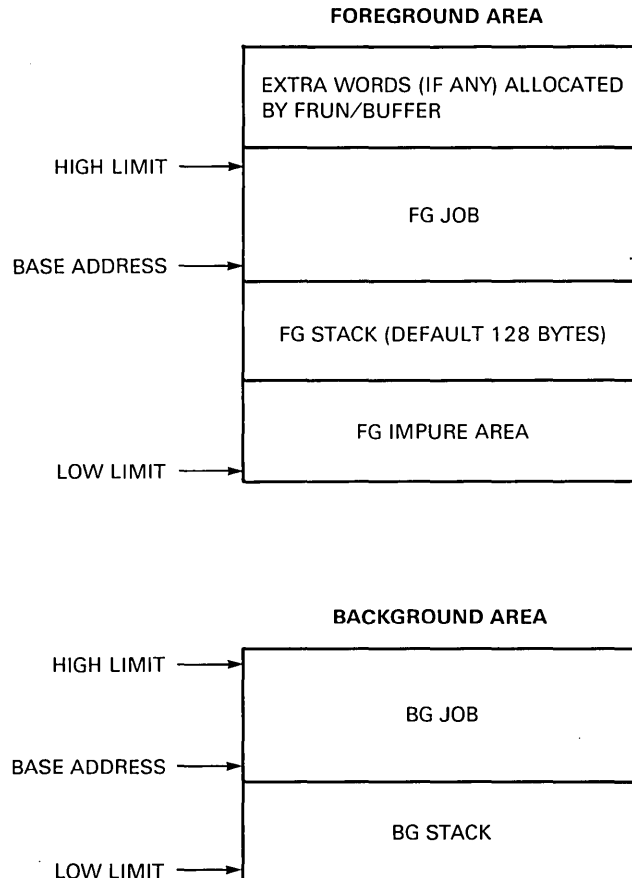 FOREGROUND AREA
EXTRA WORDS (IF ANY) ALLOCATED
BY FRUN/BUFFER
HIGH LIMIT
FG JOB
BASE ADDRESS
FG STACK (DEFAULT 128 BYTES)
FG IMPURE AREA
LOW LIMIT
BACKGROUND AREA
HIGH LIMIT
BG JOB
BASE ADDRESS
BG STACK
LOW LIMIT